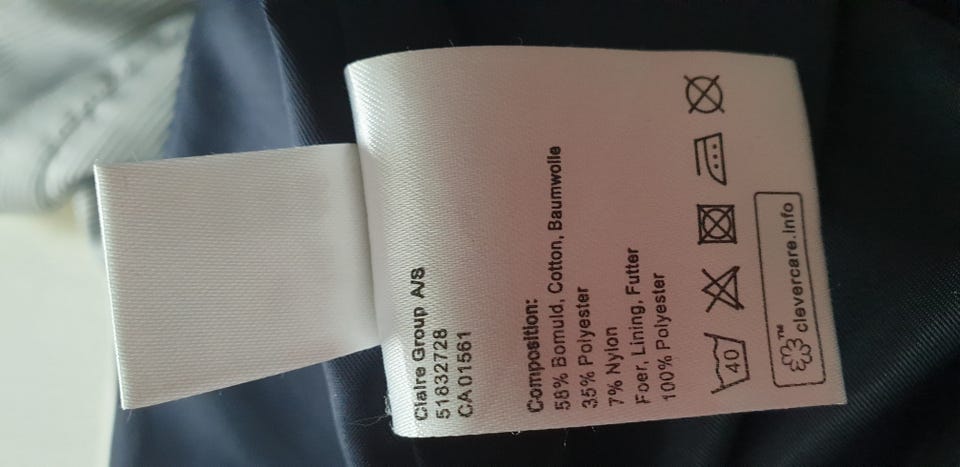 Claire Group A/S
51832728
CA01561
Composition:
58% Bomuld, Cotton, Baumwolle
35% Polyester
7% Nylon
Foer, Lining, Futter
100% Polyester
40
™ clevercare.info